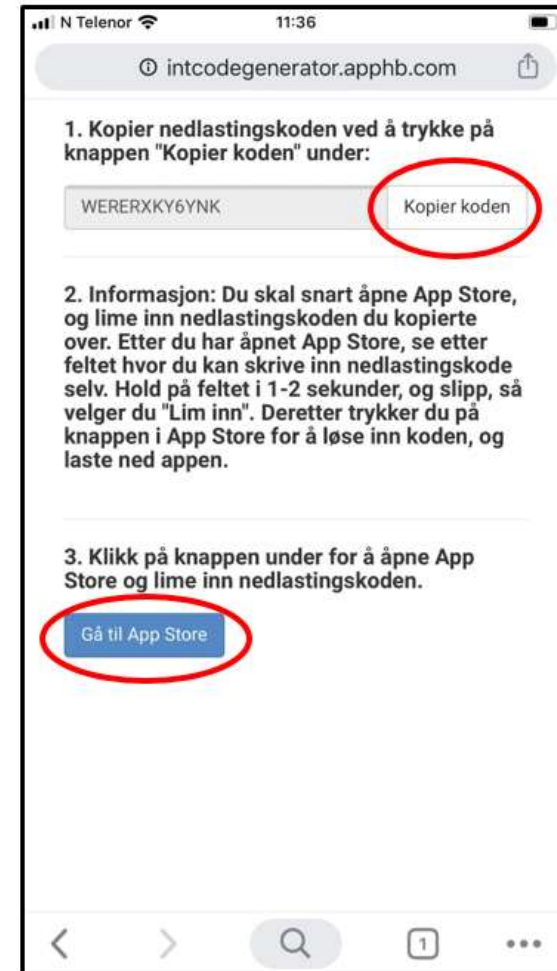 N Telenor 11:36
intcodegenerator.apphb.com
1. Kopier nedlastingskoden ved å trykke på
knappen "Kopier koden" under:
WERERXKY6YNK Kopier koden
2. Informasjon: Du skal snart åpne App Store,
og lime inn nedlastingskoden du kopierte
over. Etter du har åpnet App Store, se etter
feltet hvor du kan skrive inn nedlastingskode
selv. Hold på feltet i 1-2 sekunder, og slipp, så
velger du "Lim inn". Deretter trykker du på
knappen i App Store for å løse inn koden, og
laste ned appen.
3. Klikk på knappen under for å åpne App
Store og lime inn nedlastingskoden.
Gå til App Store
1